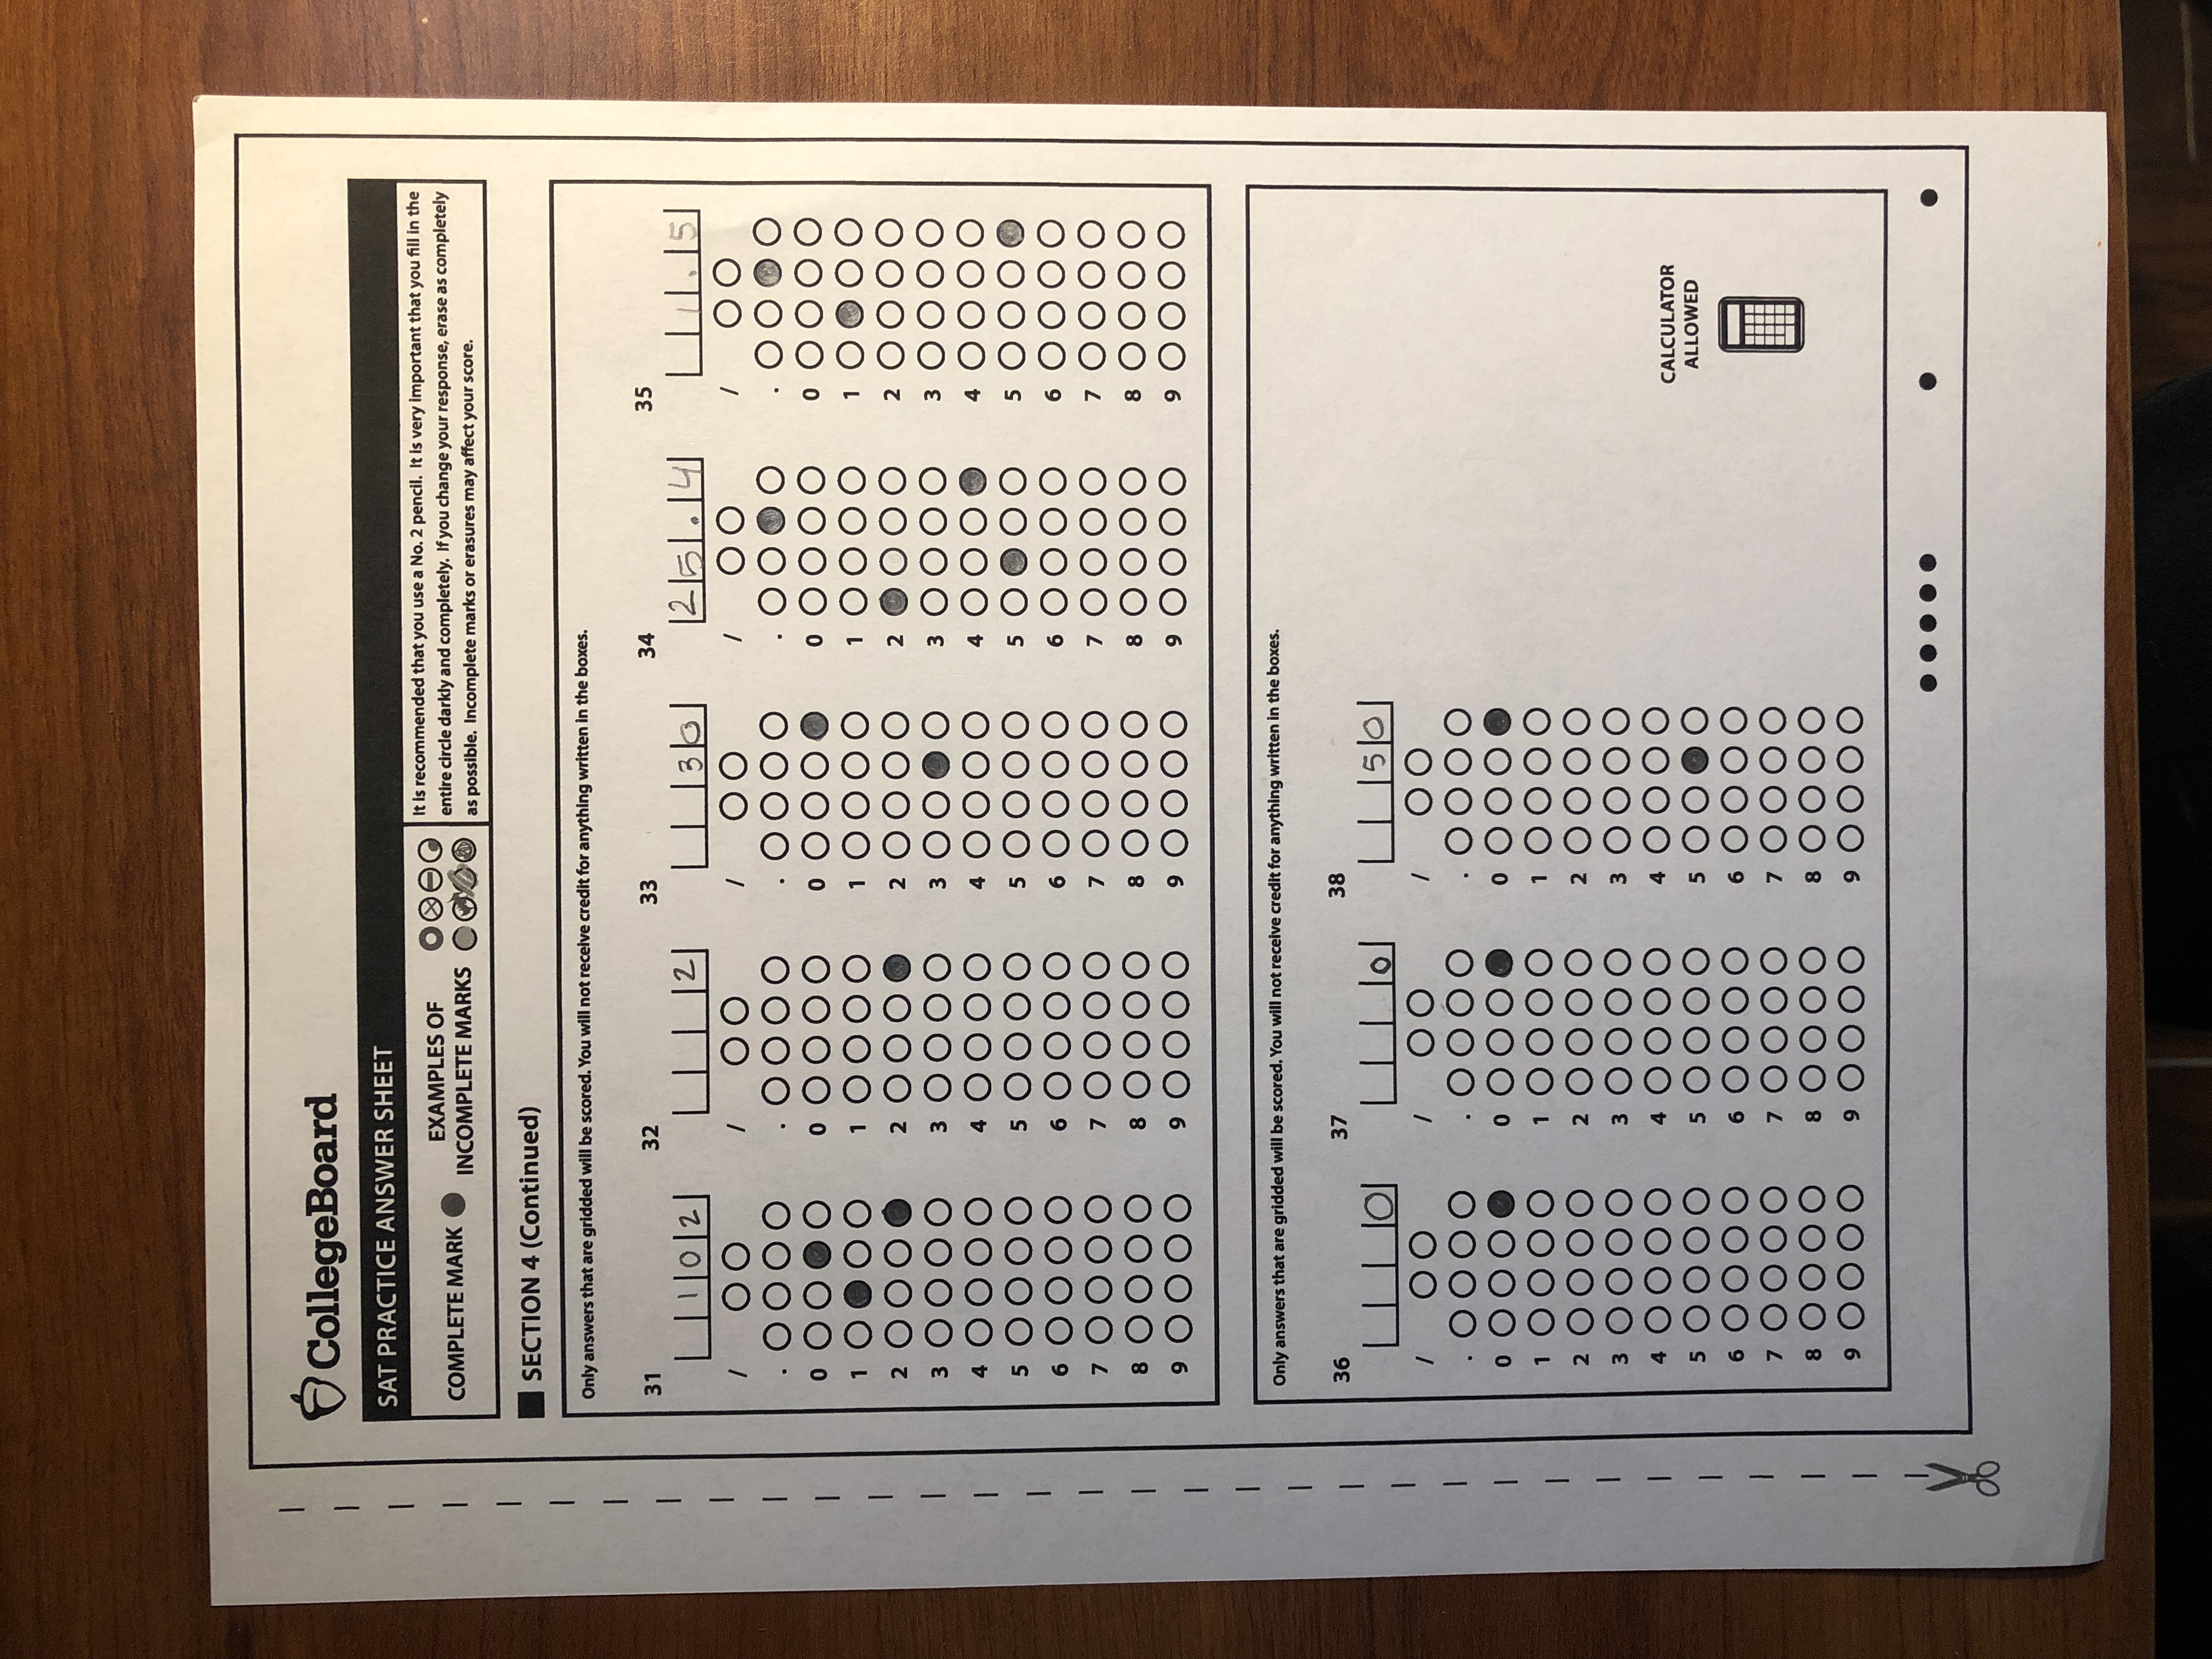 CollegeBoard
SAT PRACTICE ANSWER SHEET
COMPLETE MARK
EXAMPLES OF
INCOMPLETE MARKS
It is recommended that you use a No. 2 pencil. It is very important that you fill in the
entire circle darkly and completely. If you change your response, erase as completely
as possible. Incomplete marks or erasures may affect your score.
SECTION 4 (Continued)
Only answers that are gridded will be scored. You will not receive credit for anything written in the boxes.
31 32 33 34 35
102 2 30 25.4 1.5
/ / / / /
. . . . .
0 0 0 0 0
1 1 1 1 1
2 2 2 2 2
3 3 3 3 3
4 4 4 4 4
5 5 5 5 5
6 6 6 6 6
7 7 7 7 7
8 8 8 8 8
9 9 9 9 9
Only answers that are gridded will be scored. You will not receive credit for anything written in the boxes.
36 37 38
0 0 50
/ / /
. . .
0 0 0
1 1 1
2 2 2
3 3 3
4 4 4
5 5 5
6 6 6
7 7 7
8 8 8
9 9 9
CALCULATOR
ALLOWED